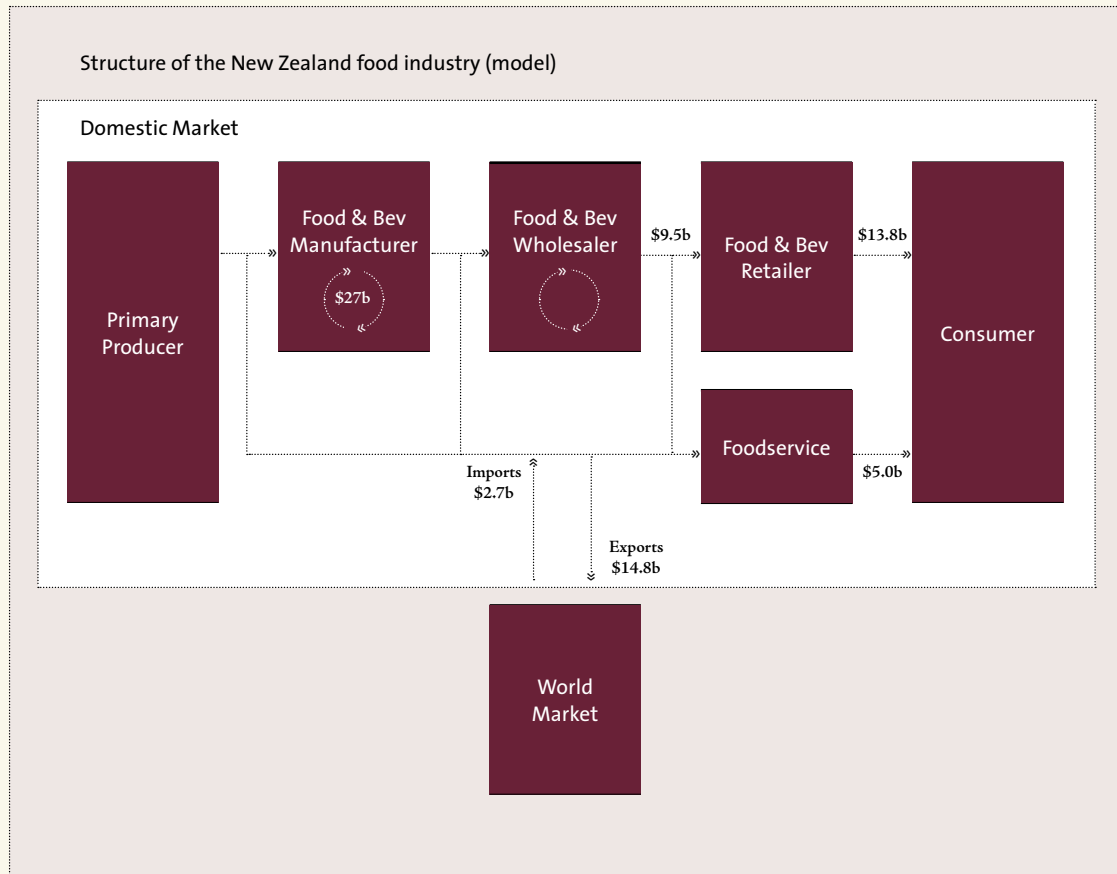 Structure of the New Zealand food industry (model)
Domestic Market
Primary
Producer
Food & Bev
Manufacturer
$27b
Food & Bev
Wholesaler
$9.5b
Food & Bev
Retailer
$13.8b
Consumer
Foodservice
$5.0b
Imports
$2.7b
Exports
$14.8b
World
Market